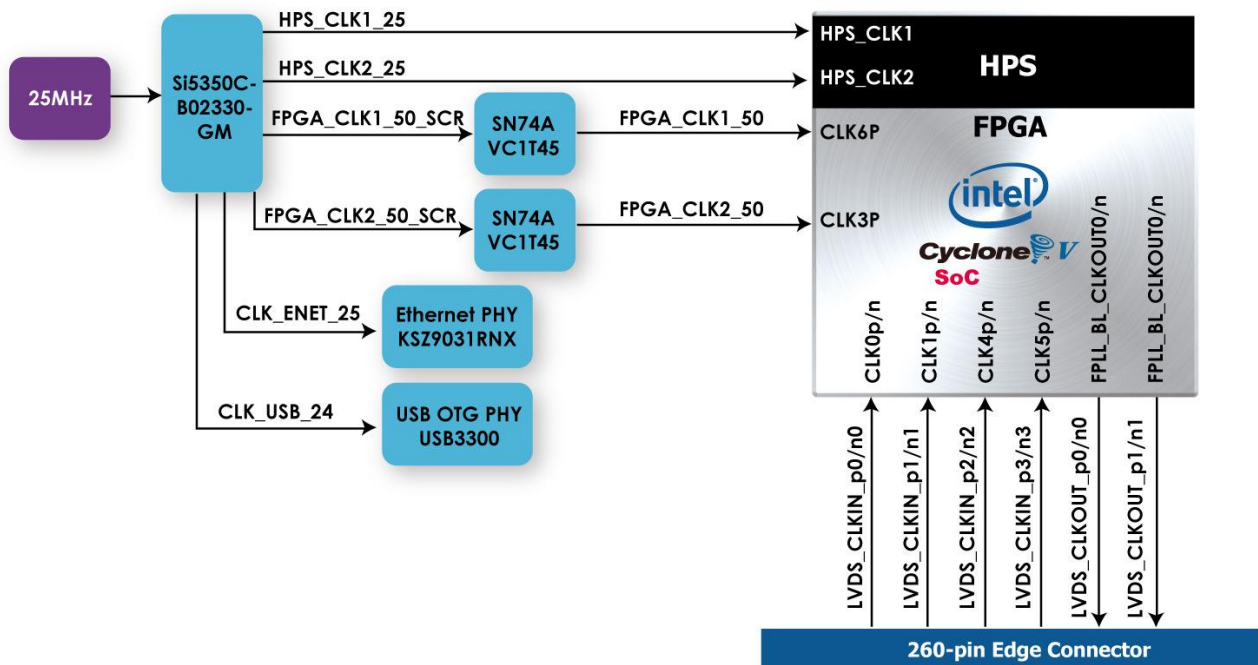 25MHz
Si5350C-
B02330-
GM
HPS_CLK1_25
HPS_CLK2_25
FPGA_CLK1_50_SCR
FPGA_CLK2_50_SCR
SN74A
VC1T45
SN74A
VC1T45
FPGA_CLK1_50
FPGA_CLK2_50
CLK_ENET_25
Ethernet PHY
KSZ9031RNX
CLK_USB_24
USB OTG PHY
USB3300
HPS_CLK1
HPS_CLK2
HPS
FPGA
CLK6P
CLK3P
intel
Cyclone V
TM
SoC
CLK0p/n
CLK1p/n
CLK4p/n
CLK5p/n
FPLL_BL_CLKOUT0/n
FPLL_BL_CLKOUT0/n
LVDS_CLKIN_p0/n0
LVDS_CLKIN_p1/n1
LVDS_CLKIN_p2/n2
LVDS_CLKIN_p3/n3
LVDS_CLKOUT_p0/n0
LVDS_CLKOUT_p1/n1
260-pin Edge Connector